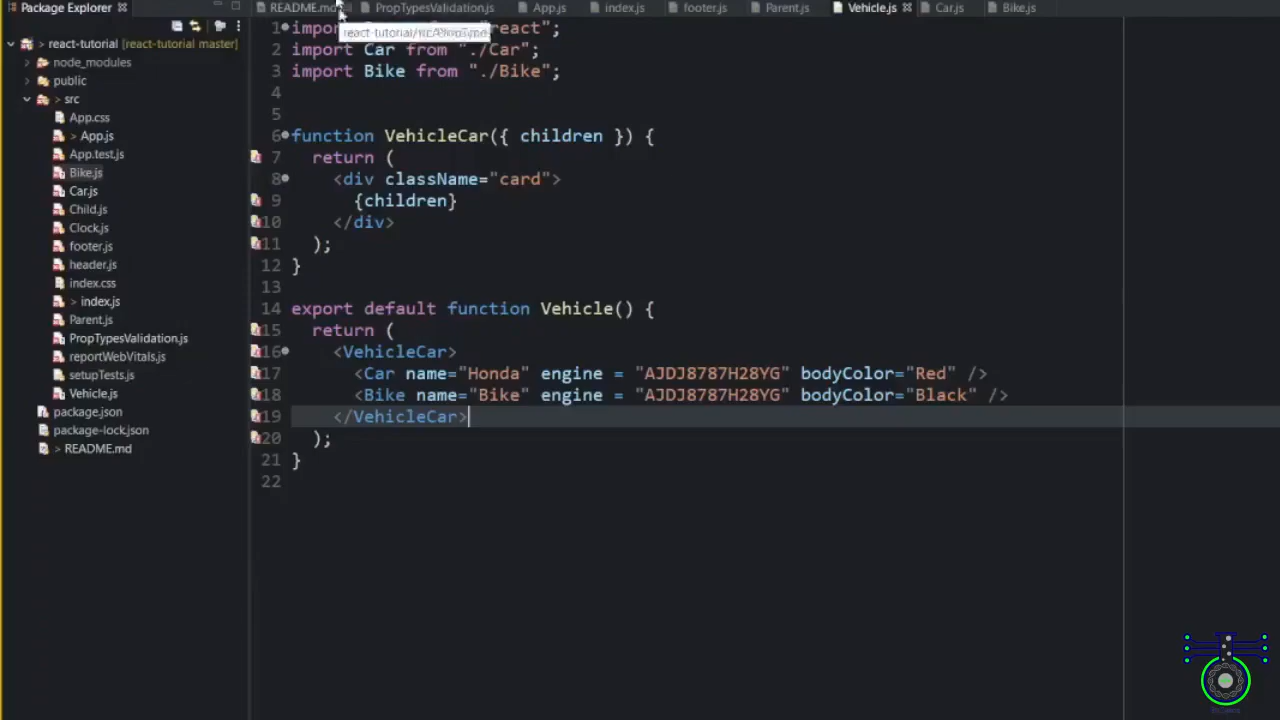 Package Explorer
README.md PropTypesValidation.js App.js index.js footer.js Parent.js Vehicle.js Car.js Bike.js
> react-tutorial [react-tutorial master]
node_modules
public
> src
App.css
> App.js
App.test.js
Bike.js
Car.js
Child.js
Clock.js
footer.js
header.js
index.css
> index.js
Parent.js
PropTypesValidation.js
reportWebVitals.js
setupTests.js
Vehicle.js
package.json
package-lock.json
> README.md
1 import react";
2 import Car from "./Car";
3 import Bike from "./Bike";
4
5
6 function VehicleCar({ children }) {
7 return (
8 <div className="card">
9 {children}
10 </div>
11 );
12 }
13
14 export default function Vehicle() {
15 return (
16 <VehicleCar>
17 <Car name="Honda" engine = "AJDJ8787H28YG" bodyColor="Red" />
18 <Bike name="Bike" engine = "AJDJ8787H28YG" bodyColor="Black" />
19 </VehicleCar>
20 );
21 }
22